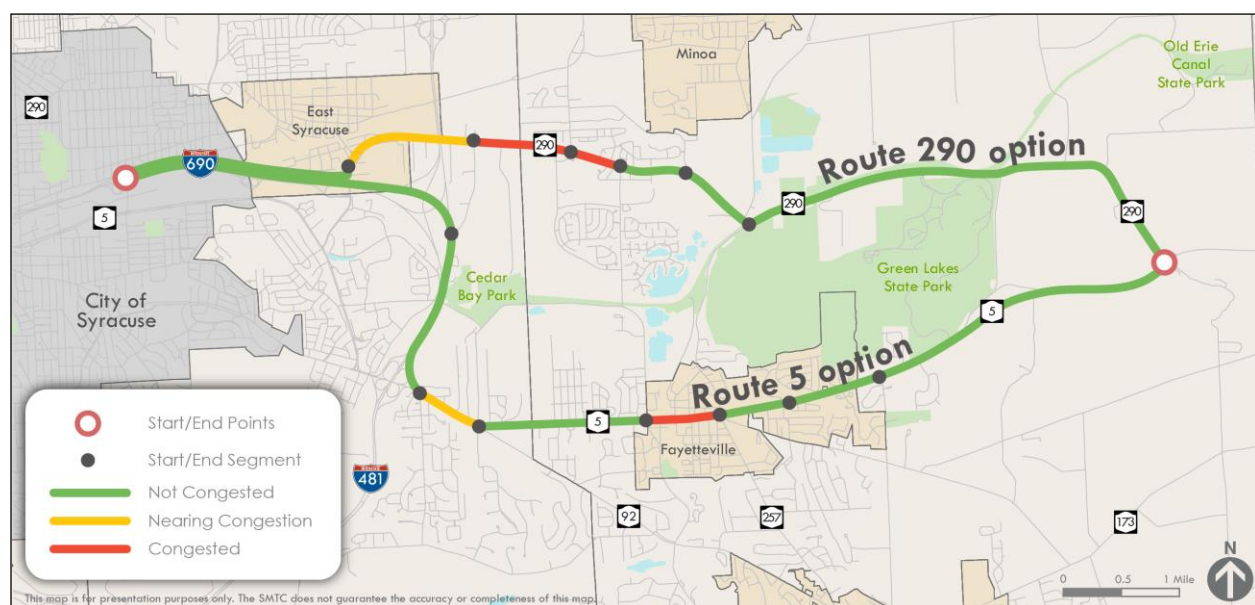 Minoa
Old Erie
Canal
State Park
290
East
Syracuse
290
INTERSTATE
690
5
Route 290 option
290
290
Cedar
Bay Park
Green Lakes
State Park
City of
Syracuse
5
Route 5 option
5
Fayetteville
INTERSTATE
481
92
257
173
Start/End Points
Start/End Segment
Not Congested
Nearing Congestion
Congested
N
0 0.5 1 Mile
This map is for presentation purposes only. The SMTC does not guarantee the accuracy or completeness of this map.